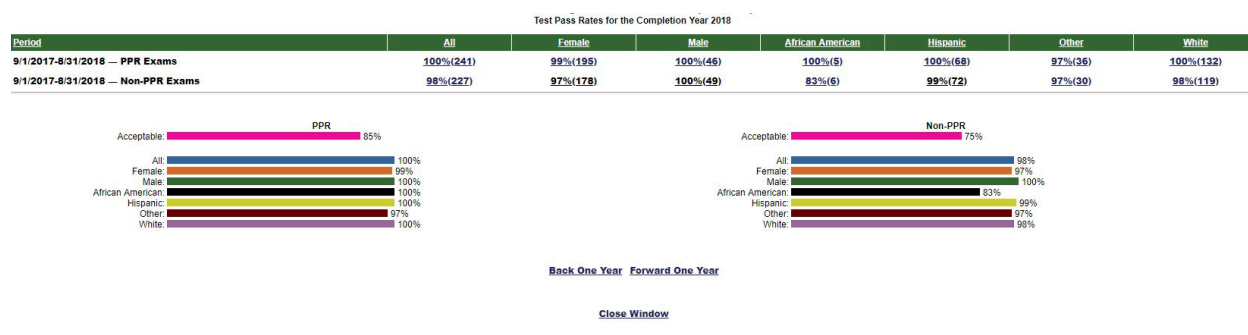 Test Pass Rates for the Completion Year 2018
Period All Female Male African American Hispanic Other White
9/1/2017-8/31/2018 — PPR Exams 100%(241) 99%(195) 100%(46) 100%(5) 100%(68) 97%(36) 100%(132)
9/1/2017-8/31/2018 — Non-PPR Exams 98%(227) 97%(178) 100%(49) 83%(6) 99%(72) 97%(30) 98%(119)
PPR
Acceptable: 85%
All: 100%
Female: 99%
Male: 100%
African American: 100%
Hispanic: 100%
Other: 97%
White: 100%
Non-PPR
Acceptable: 75%
All: 98%
Female: 97%
Male: 100%
African American: 83%
Hispanic: 99%
Other: 97%
White: 98%
Back One Year Forward One Year
Close Window